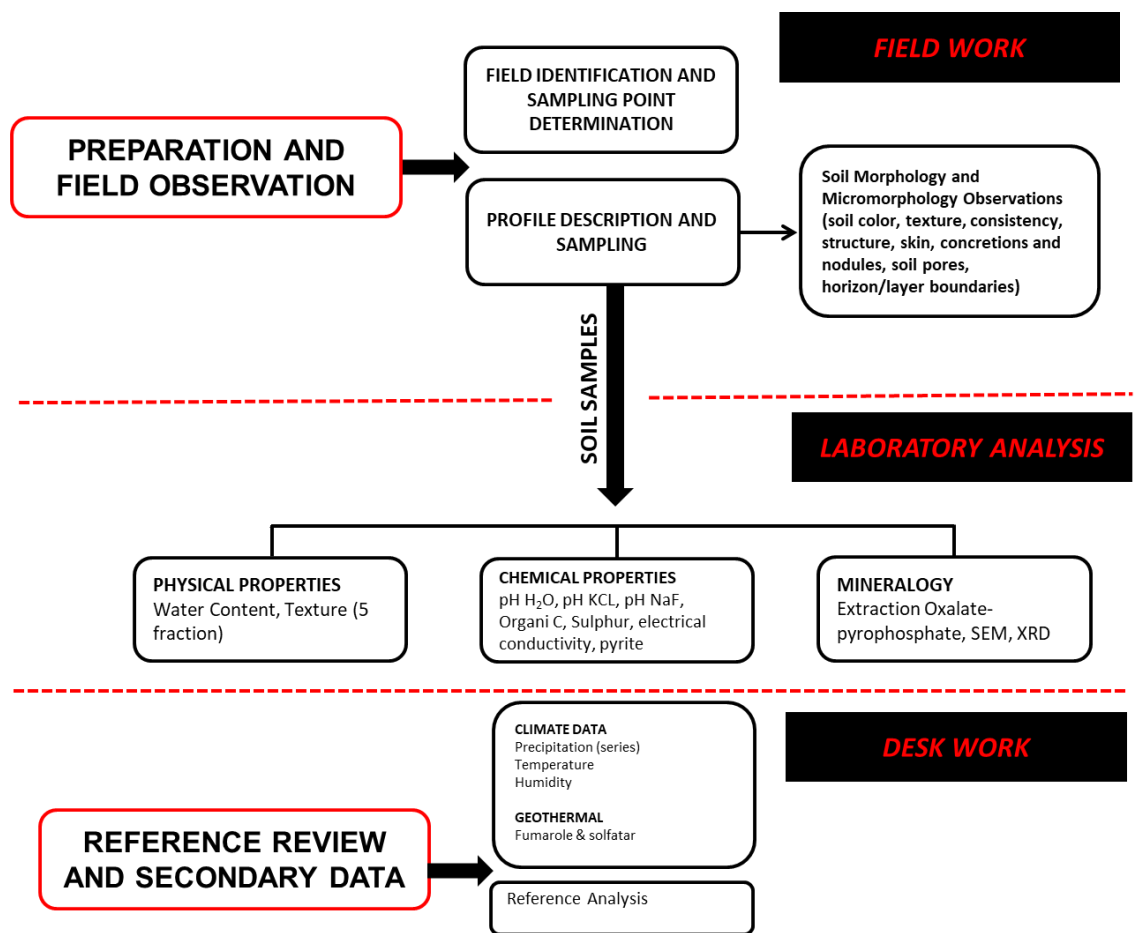 FIELD WORK
FIELD IDENTIFICATION AND
SAMPLING POINT
DETERMINATION
PREPARATION AND
FIELD OBSERVATION
PROFILE DESCRIPTION AND
SAMPLING
Soil Morphology and
Micromorphology Observations
(soil color, texture, consistency,
structure, skin, concretions and
nodules, soil pores,
horizon/layer boundaries)
SOIL SAMPLES
LABORATORY ANALYSIS
PHYSICAL PROPERTIES
Water Content, Texture (5
fraction)
CHEMICAL PROPERTIES
pH H₂O, pH KCL, pH NaF,
Organi C, Sulphur, electrical
conductivity, pyrite
MINERALOGY
Extraction Oxalate-
pyrophosphate, SEM, XRD
DESK WORK
CLIMATE DATA
Precipitation (series)
Temperature
Humidity
GEOTHERMAL
Fumarole & solfatar
REFERENCE REVIEW
AND SECONDARY DATA
Reference Analysis